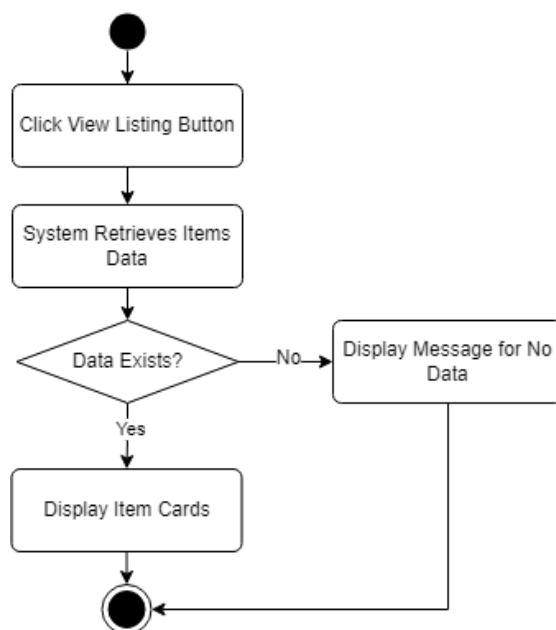 Click View Listing Button
System Retrieves Items
Data
Data Exists?
No
Display Message for No
Data
Yes
Display Item Cards